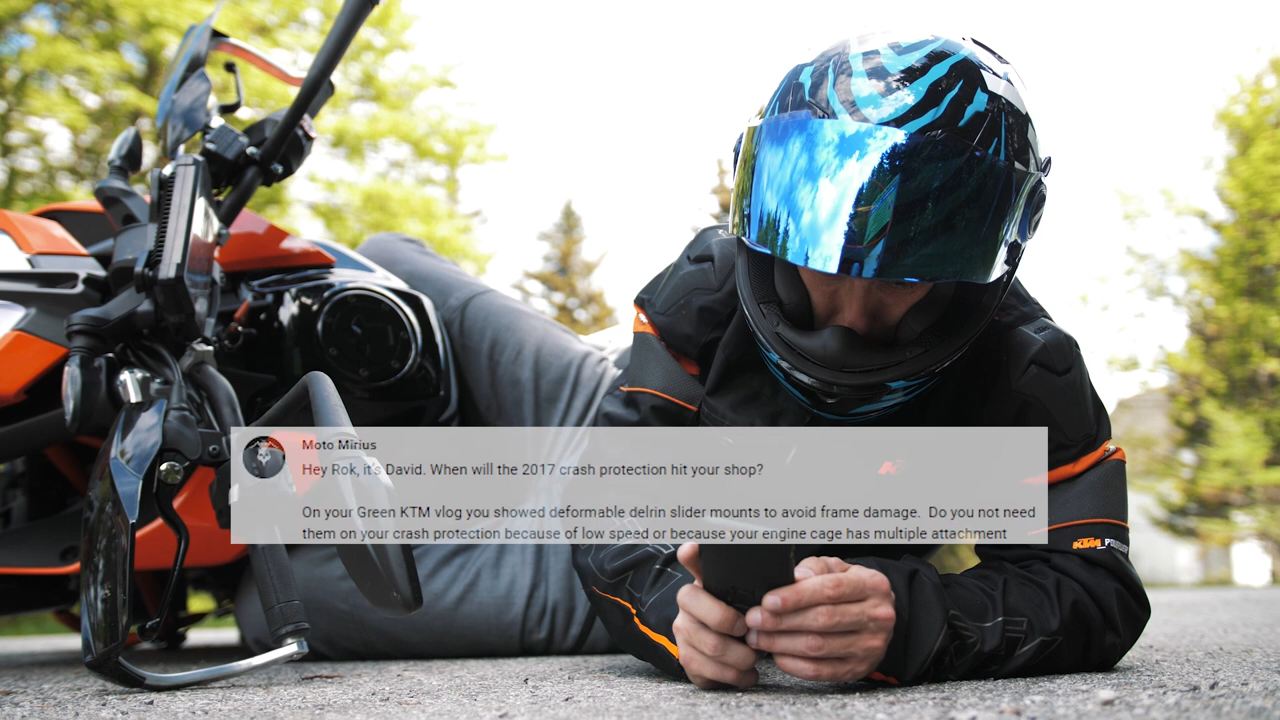 Moto Mirius
Hey Rok, it's David. When will the 2017 crash protection hit your shop?
On your Green KTM vlog you showed deformable delrin slider mounts to avoid frame damage.  Do you not need
them on your crash protection because of low speed or because your engine cage has multiple attachment
KTM